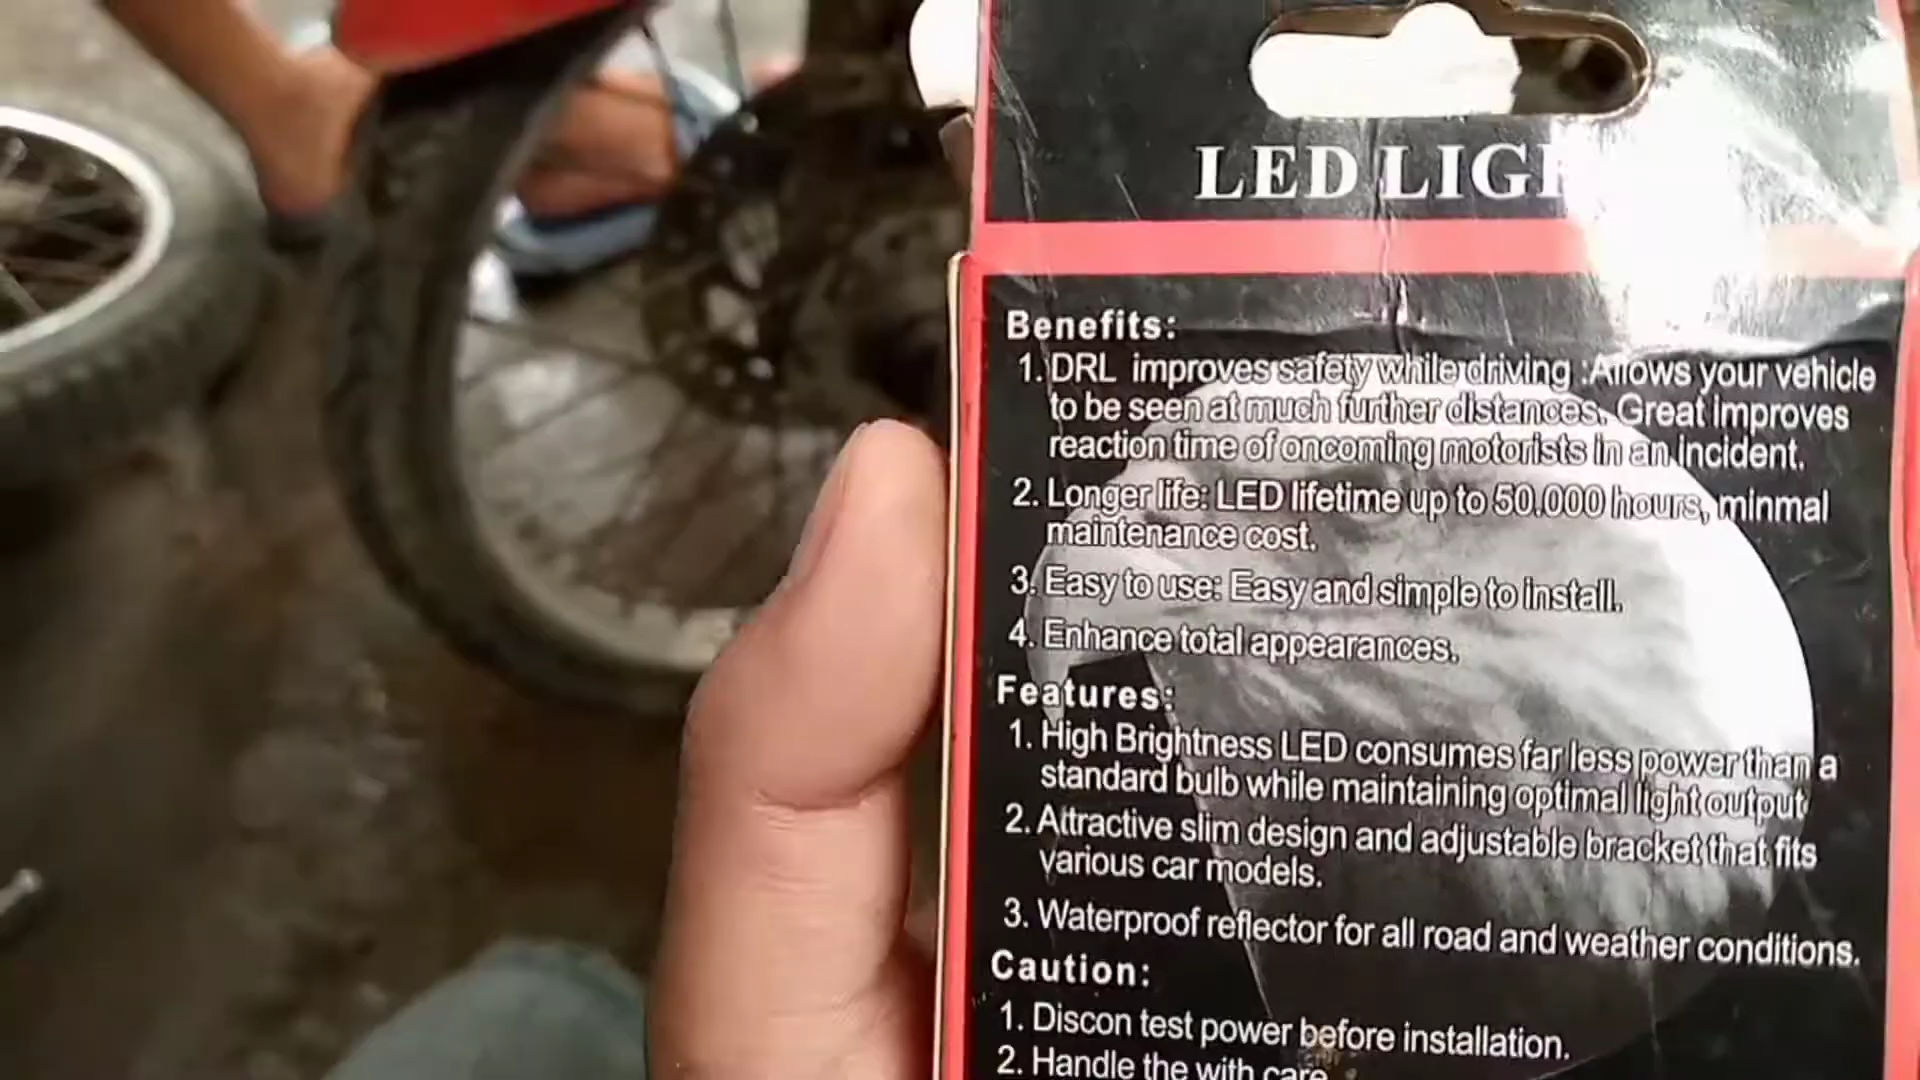 LED LIGH
Benefits:
1. DRL improves safety while driving :Allows your vehicle
to be seen at much further distances. Great improves
reaction time of oncoming motorists in an incident.
2. Longer life: LED lifetime up to 50.000 hours, minmal
maintenance cost.
3. Easy to use: Easy and simple to install.
4. Enhance total appearances.
Features:
1. High Brightness LED consumes far less power than a
standard bulb while maintaining optimal light output
2. Attractive slim design and adjustable bracket that fits
various car models.
3. Waterproof reflector for all road and weather conditions.
Caution:
1. Discon test power before installation.
2. Handle the with care